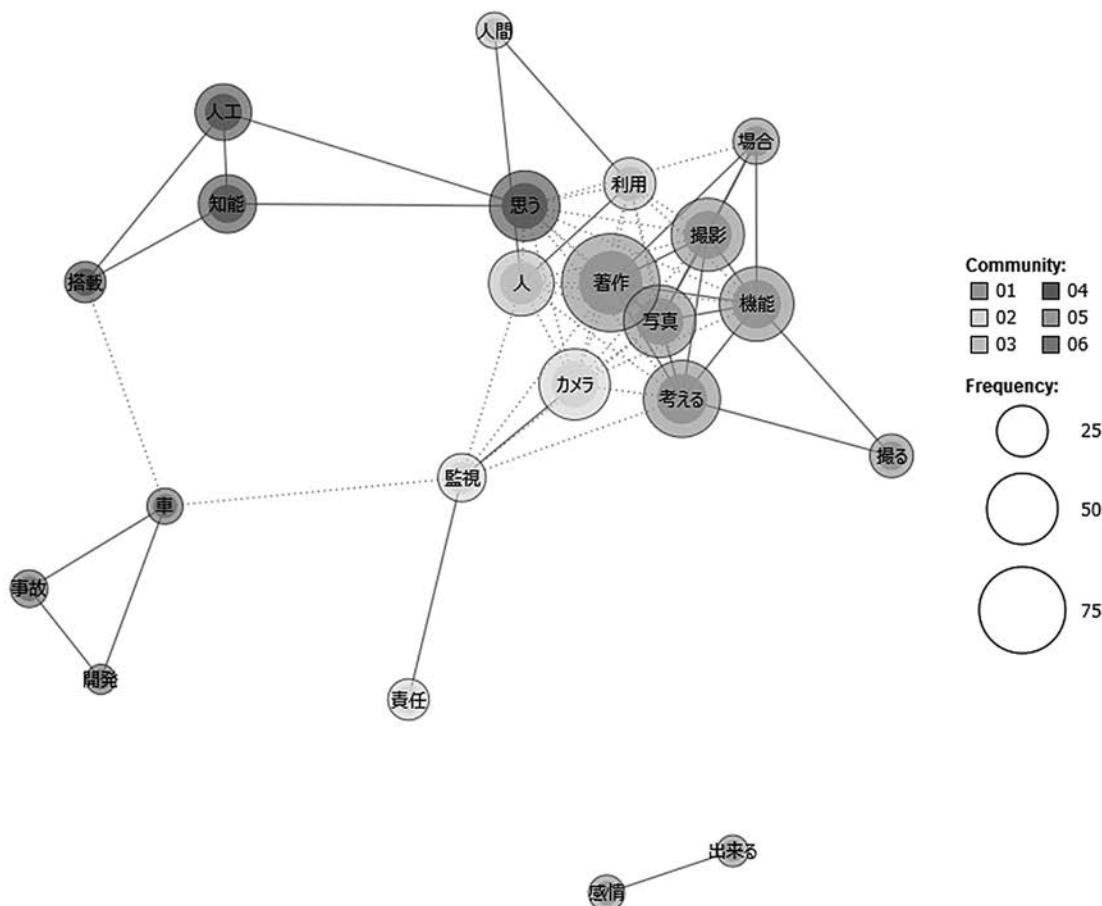 人間
人工
場合
利用
知能
思う
撮影
搭載
人
著作
機能
写真
カメラ
考える
監視
撮る
車
事故
開発
責任
出来る
感情
Community:
01 04
02 05
03 06
Frequency:
25
50
75